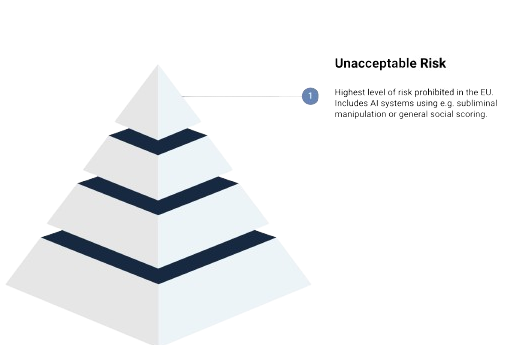 Unacceptable Risk
1
Highest level of risk prohibited in the EU.
Includes AI systems using e.g. subliminal
manipulation or general social scoring.